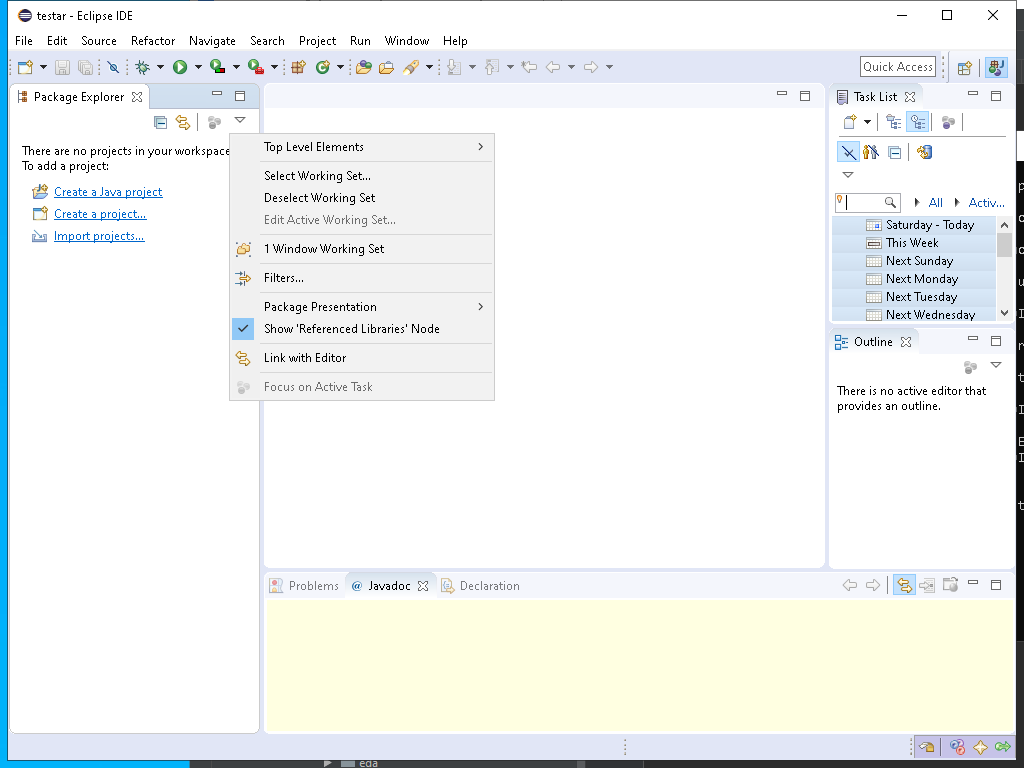 testar - Eclipse IDE
File Edit Source Refactor Navigate Search Project Run Window Help
Quick Access
Package Explorer
There are no projects in your workspace
To add a project:
Create a Java project
Create a project...
Import projects...
Top Level Elements
Select Working Set...
Deselect Working Set
Edit Active Working Set...
1 Window Working Set
Filters...
Package Presentation
Show 'Referenced Libraries' Node
Link with Editor
Focus on Active Task
Task List
All Activ...
Saturday - Today
This Week
Next Sunday
Next Monday
Next Tuesday
Next Wednesday
Outline
There is no active editor that
provides an outline.
Problems @ Javadoc Declaration
eda